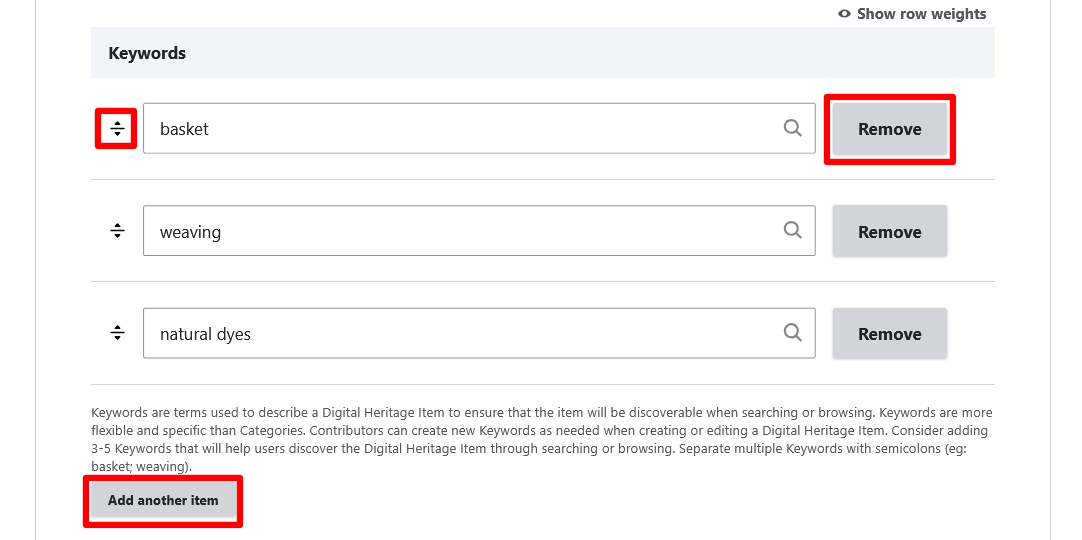 Show row weights
Keywords
basket
Remove
weaving
Remove
natural dyes
Remove
Keywords are terms used to describe a Digital Heritage Item to ensure that the item will be discoverable when searching or browsing. Keywords are more
flexible and specific than Categories. Contributors can create new Keywords as needed when creating or editing a Digital Heritage Item. Consider adding
3-5 Keywords that will help users discover the Digital Heritage Item through searching or browsing. Separate multiple Keywords with semicolons (eg:
basket; weaving).
Add another item